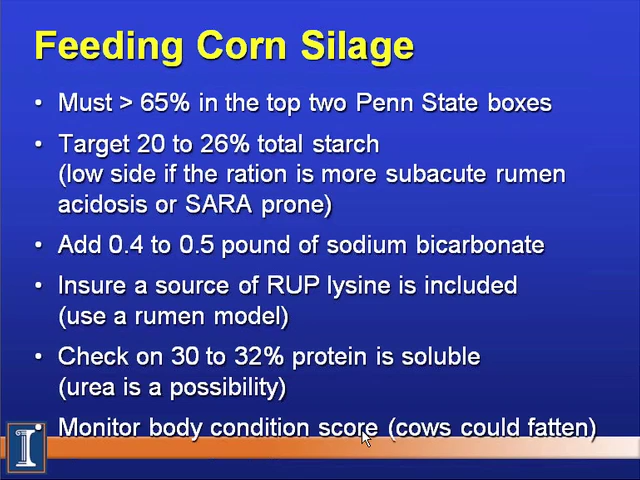 Feeding Corn Silage
• Must > 65% in the top two Penn State boxes
• Target 20 to 26% total starch
(low side if the ration is more subacute rumen
acidosis or SARA prone)
• Add 0.4 to 0.5 pound of sodium bicarbonate
• Insure a source of RUP lysine is included
(use a rumen model)
• Check on 30 to 32% protein is soluble
(urea is a possibility)
Monitor body condition score (cows could fatten)
I